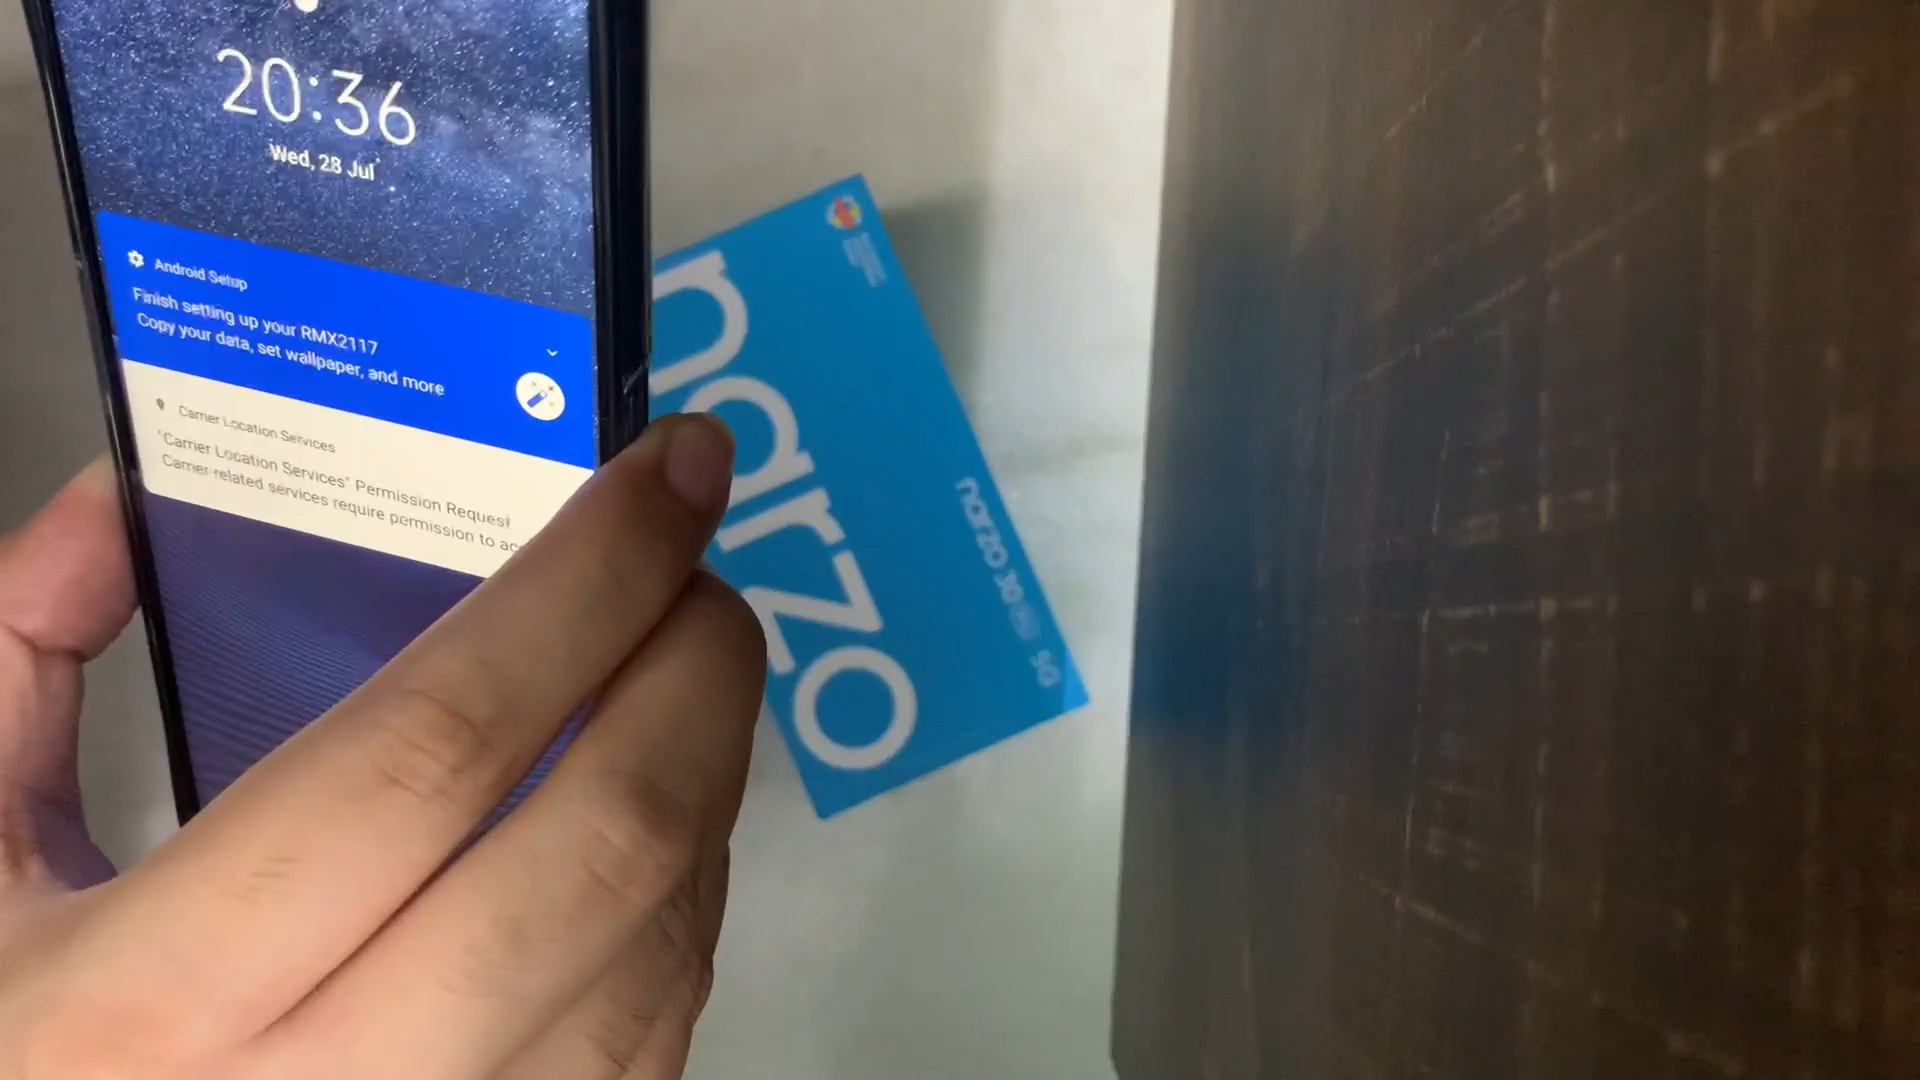 20:36
Wed, 28 Jul
Android Setup
Finish setting up your RMX2117
Copy your data, set wallpaper, and more
Carrier Location Services
"Carrier Location Services" Permission Request
Carrier-related services require permission to ac
narzo
narzo 30 5G